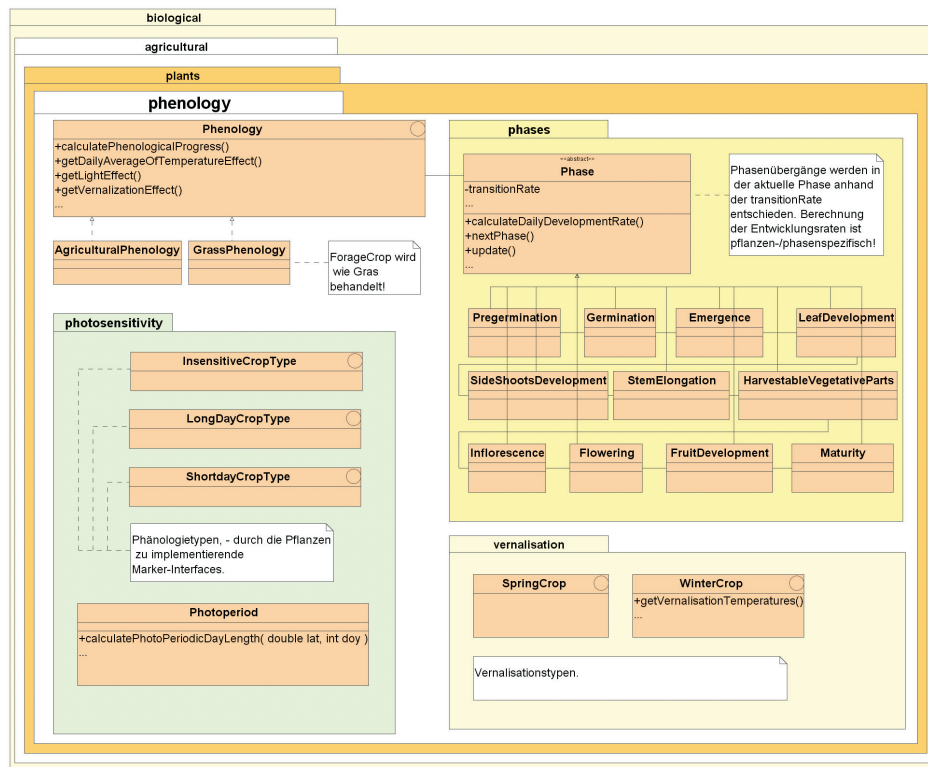 biological
agricultural
plants
phenology
Phenology
+calculatePhenologicalProgress()
+getDailyAverageOfTemperatureEffect()
+getLightEffect()
+getVernalizationEffect()
...
AgriculturalPhenology
GrassPhenology
ForageCrop wird
wie Gras
behandelt!
phases
<<abstract>>
Phase
-transitionRate
...
+calculateDailyDevelopmentRate()
+nextPhase()
+update()
...
Phasenübergänge werden in
der aktuelle Phase anhand
der transitionRate
entschieden. Berechnung
der Entwicklungsraten ist
pflanzen-/phasenspezifisch!
Pregermination
Germination
Emergence
LeafDevelopment
SideShootsDevelopment
StemElongation
HarvestableVegetativeParts
Inflorescence
Flowering
FruitDevelopment
Maturity
photosensitivity
InsensitiveCropType
LongDayCropType
ShortdayCropType
Phänologietypen, - durch die Pflanzen
zu implementierende
Marker-Interfaces.
Photoperiod
+calculatePhotoPeriodicDayLength( double lat, int doy )
...
vernalisation
SpringCrop
WinterCrop
+getVernalisationTemperatures()
...
Vernalisationstypen.